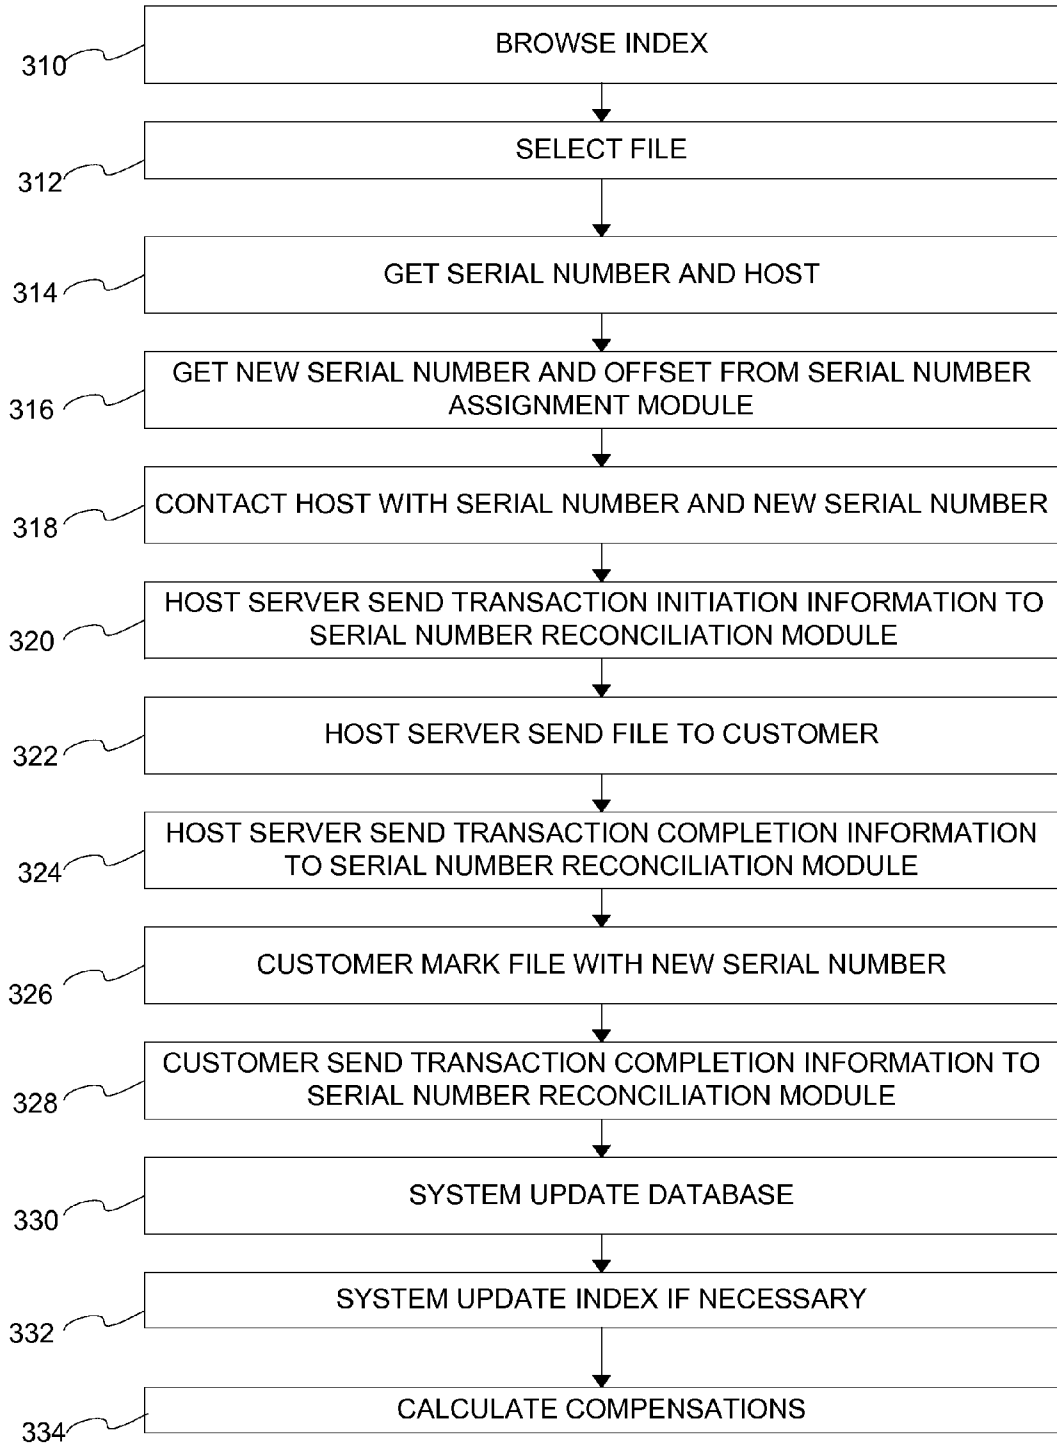 BROWSE INDEX
310
SELECT FILE
312
GET SERIAL NUMBER AND HOST
314
GET NEW SERIAL NUMBER AND OFFSET FROM SERIAL NUMBER
ASSIGNMENT MODULE
316
CONTACT HOST WITH SERIAL NUMBER AND NEW SERIAL NUMBER
318
HOST SERVER SEND TRANSACTION INITIATION INFORMATION TO
SERIAL NUMBER RECONCILIATION MODULE
320
HOST SERVER SEND FILE TO CUSTOMER
322
HOST SERVER SEND TRANSACTION COMPLETION INFORMATION
TO SERIAL NUMBER RECONCILIATION MODULE
324
CUSTOMER MARK FILE WITH NEW SERIAL NUMBER
326
CUSTOMER SEND TRANSACTION COMPLETION INFORMATION TO
SERIAL NUMBER RECONCILIATION MODULE
328
SYSTEM UPDATE DATABASE
330
SYSTEM UPDATE INDEX IF NECESSARY
332
CALCULATE COMPENSATIONS
334